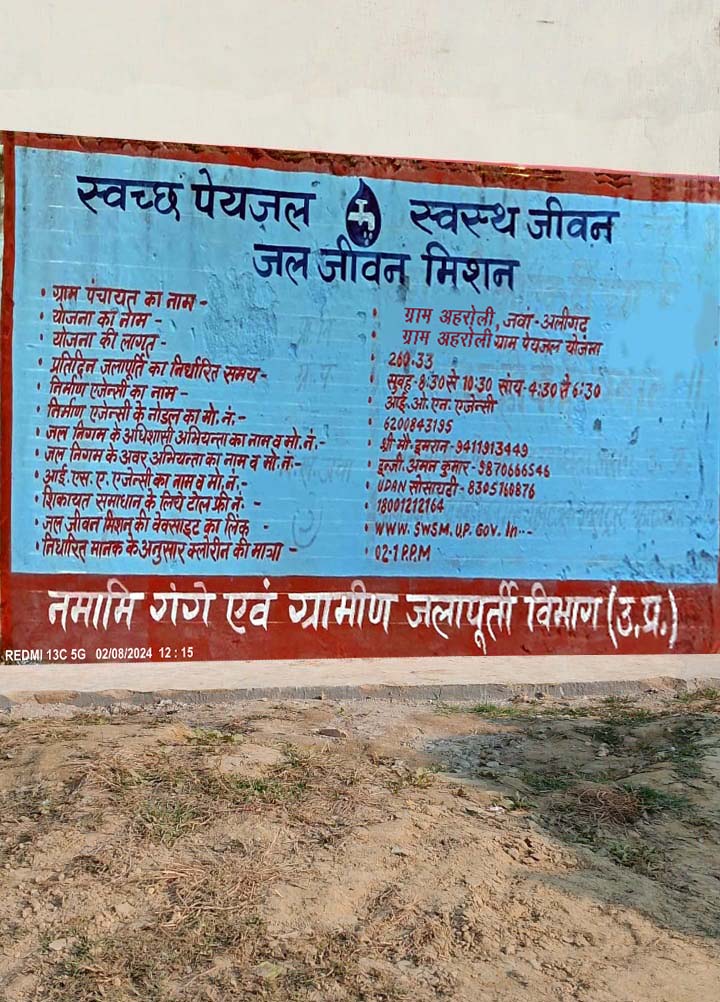 स्वच्छ पेयजल स्वस्थ जीवन
जल जीवन मिशन
• ग्राम पंचायत का नाम - • ग्राम अहरोली, जवा-अलीगढ़
• योजना का नाम - • ग्राम अहरोली ग्राम पेयजल योजना
• योजना की लागत - • 260.33
• प्रतिदिन जलापूर्ति का निर्धारित समय - • सुवह-8:30 से 10:30 सांय-4:30 से 6:30
• निर्माण एजेन्सी का नाम - • आई.ओ.एन. एजेन्सी
• निर्माण एजेन्सी के नोडल का मो. नं. - • 6200843195
• जल निगम के अधिशासी अभियन्ता का नाम व मो. नं. - • श्री मौ. इमरान - 9411913449
• जल निगम के अवर अभियन्ता का नाम व मो. नं. - • इन्जी. अमन कुमार - 9870666546
• आई. एस. ए. एजेन्सी का नाम व मो. नं. - • UDAN सोसायटी - 8305160876
• शिकायत समाधान के लिये टोल फ्री नं. - • 18001212164
• जल जीवन मिशन की वेवसाइट का लिंक - • WWW. SWSM. U.P. GOV. In --
• निर्धारित मानक के अनुसार क्लोरीन की मात्रा - • 02-1 P.P.M
नमामि गंगे एवं ग्रामीण जलापूर्ती विभाग (उ.प्र.)
REDMI 13C 5G 02/08/2024 12 : 15